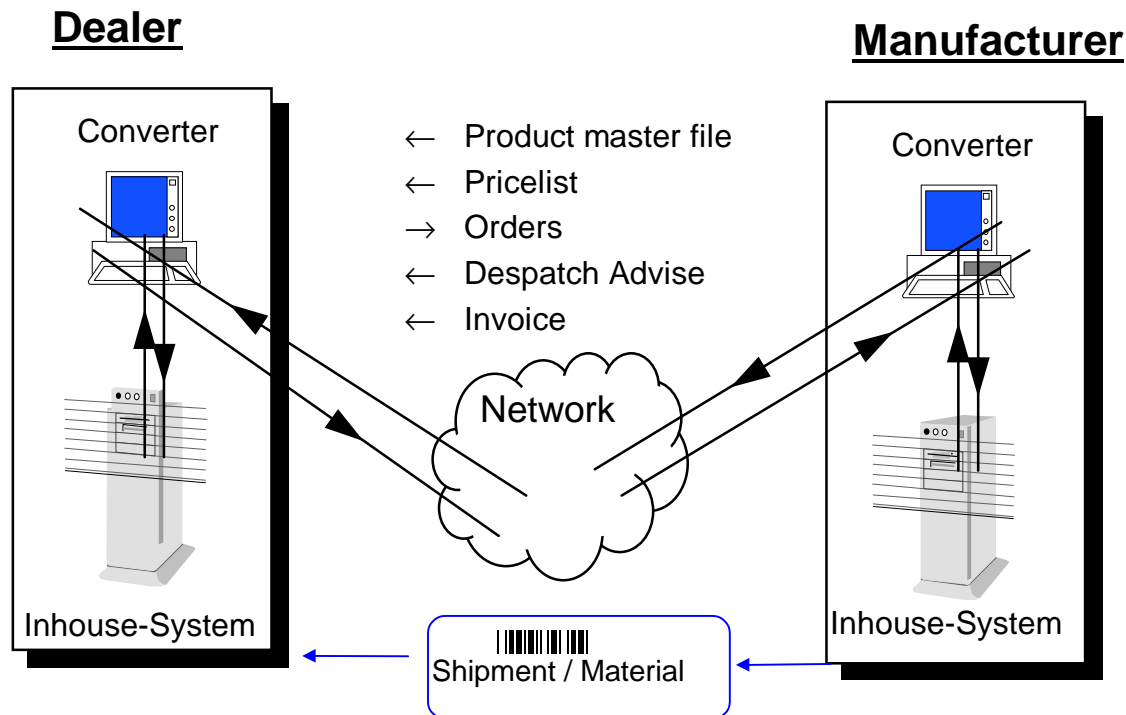 Dealer
Manufacturer
Converter
Converter
← Product master file
← Pricelist
→ Orders
← Despatch Advise
← Invoice
Network
Inhouse-System
Inhouse-System
Shipment / Material